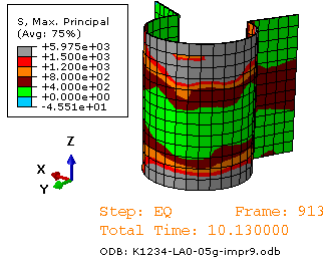 S, Max. Principal
(Avg: 75%)
+5.975e+03
+1.500e+03
+1.200e+03
+8.000e+02
+4.000e+02
+0.000e+00
-4.551e+01
Z
X
Y
Step: EQ Frame: 913
Total Time: 10.130000
ODB: K1234-LA0-05g-impr9.odb